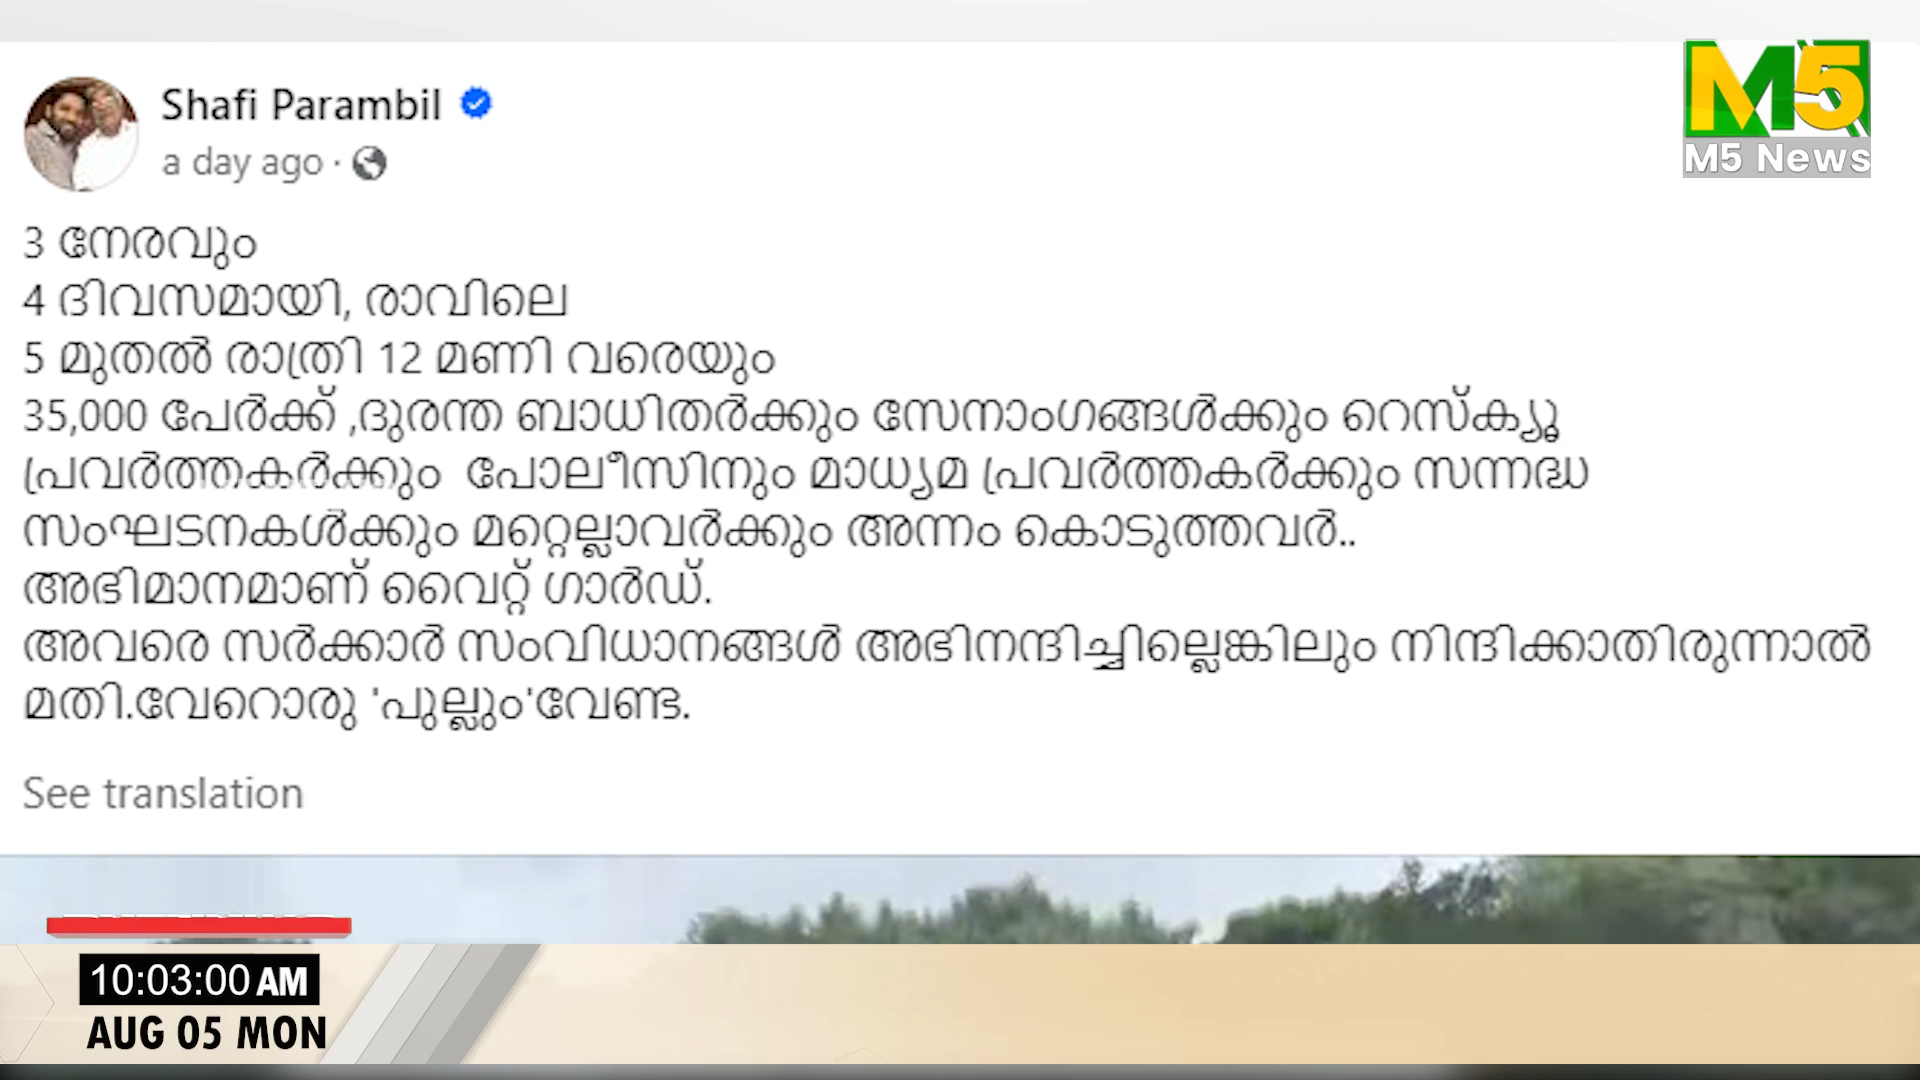 M5
M5 News
Shafi Parambil
a day ago ·
3 നേരവും
4 ദിവസമായി, രാവിലെ
5 മുതൽ രാത്രി 12 മണി വരെയും
35,000 പേർക്ക് ,ദുരന്ത ബാധിതർക്കും സേനാംഗങ്ങൾക്കും റെസ്ക്യൂ
പ്രവർത്തകർക്കും പോലീസിനും മാധ്യമ പ്രവർത്തകർക്കും സന്നദ്ധ
സംഘടനകൾക്കും മറ്റെല്ലാവർക്കും അന്നം കൊടുത്തവർ..
അഭിമാനമാണ് വൈറ്റ് ഗാർഡ്.
അവരെ സർക്കാർ സംവിധാനങ്ങൾ അഭിനന്ദിച്ചില്ലെങ്കിലും നിന്ദിക്കാതിരുന്നാൽ
മതി.വേറൊരു 'പുല്ലും'വേണ്ട.
See translation
10:03:00 AM
AUG 05 MON